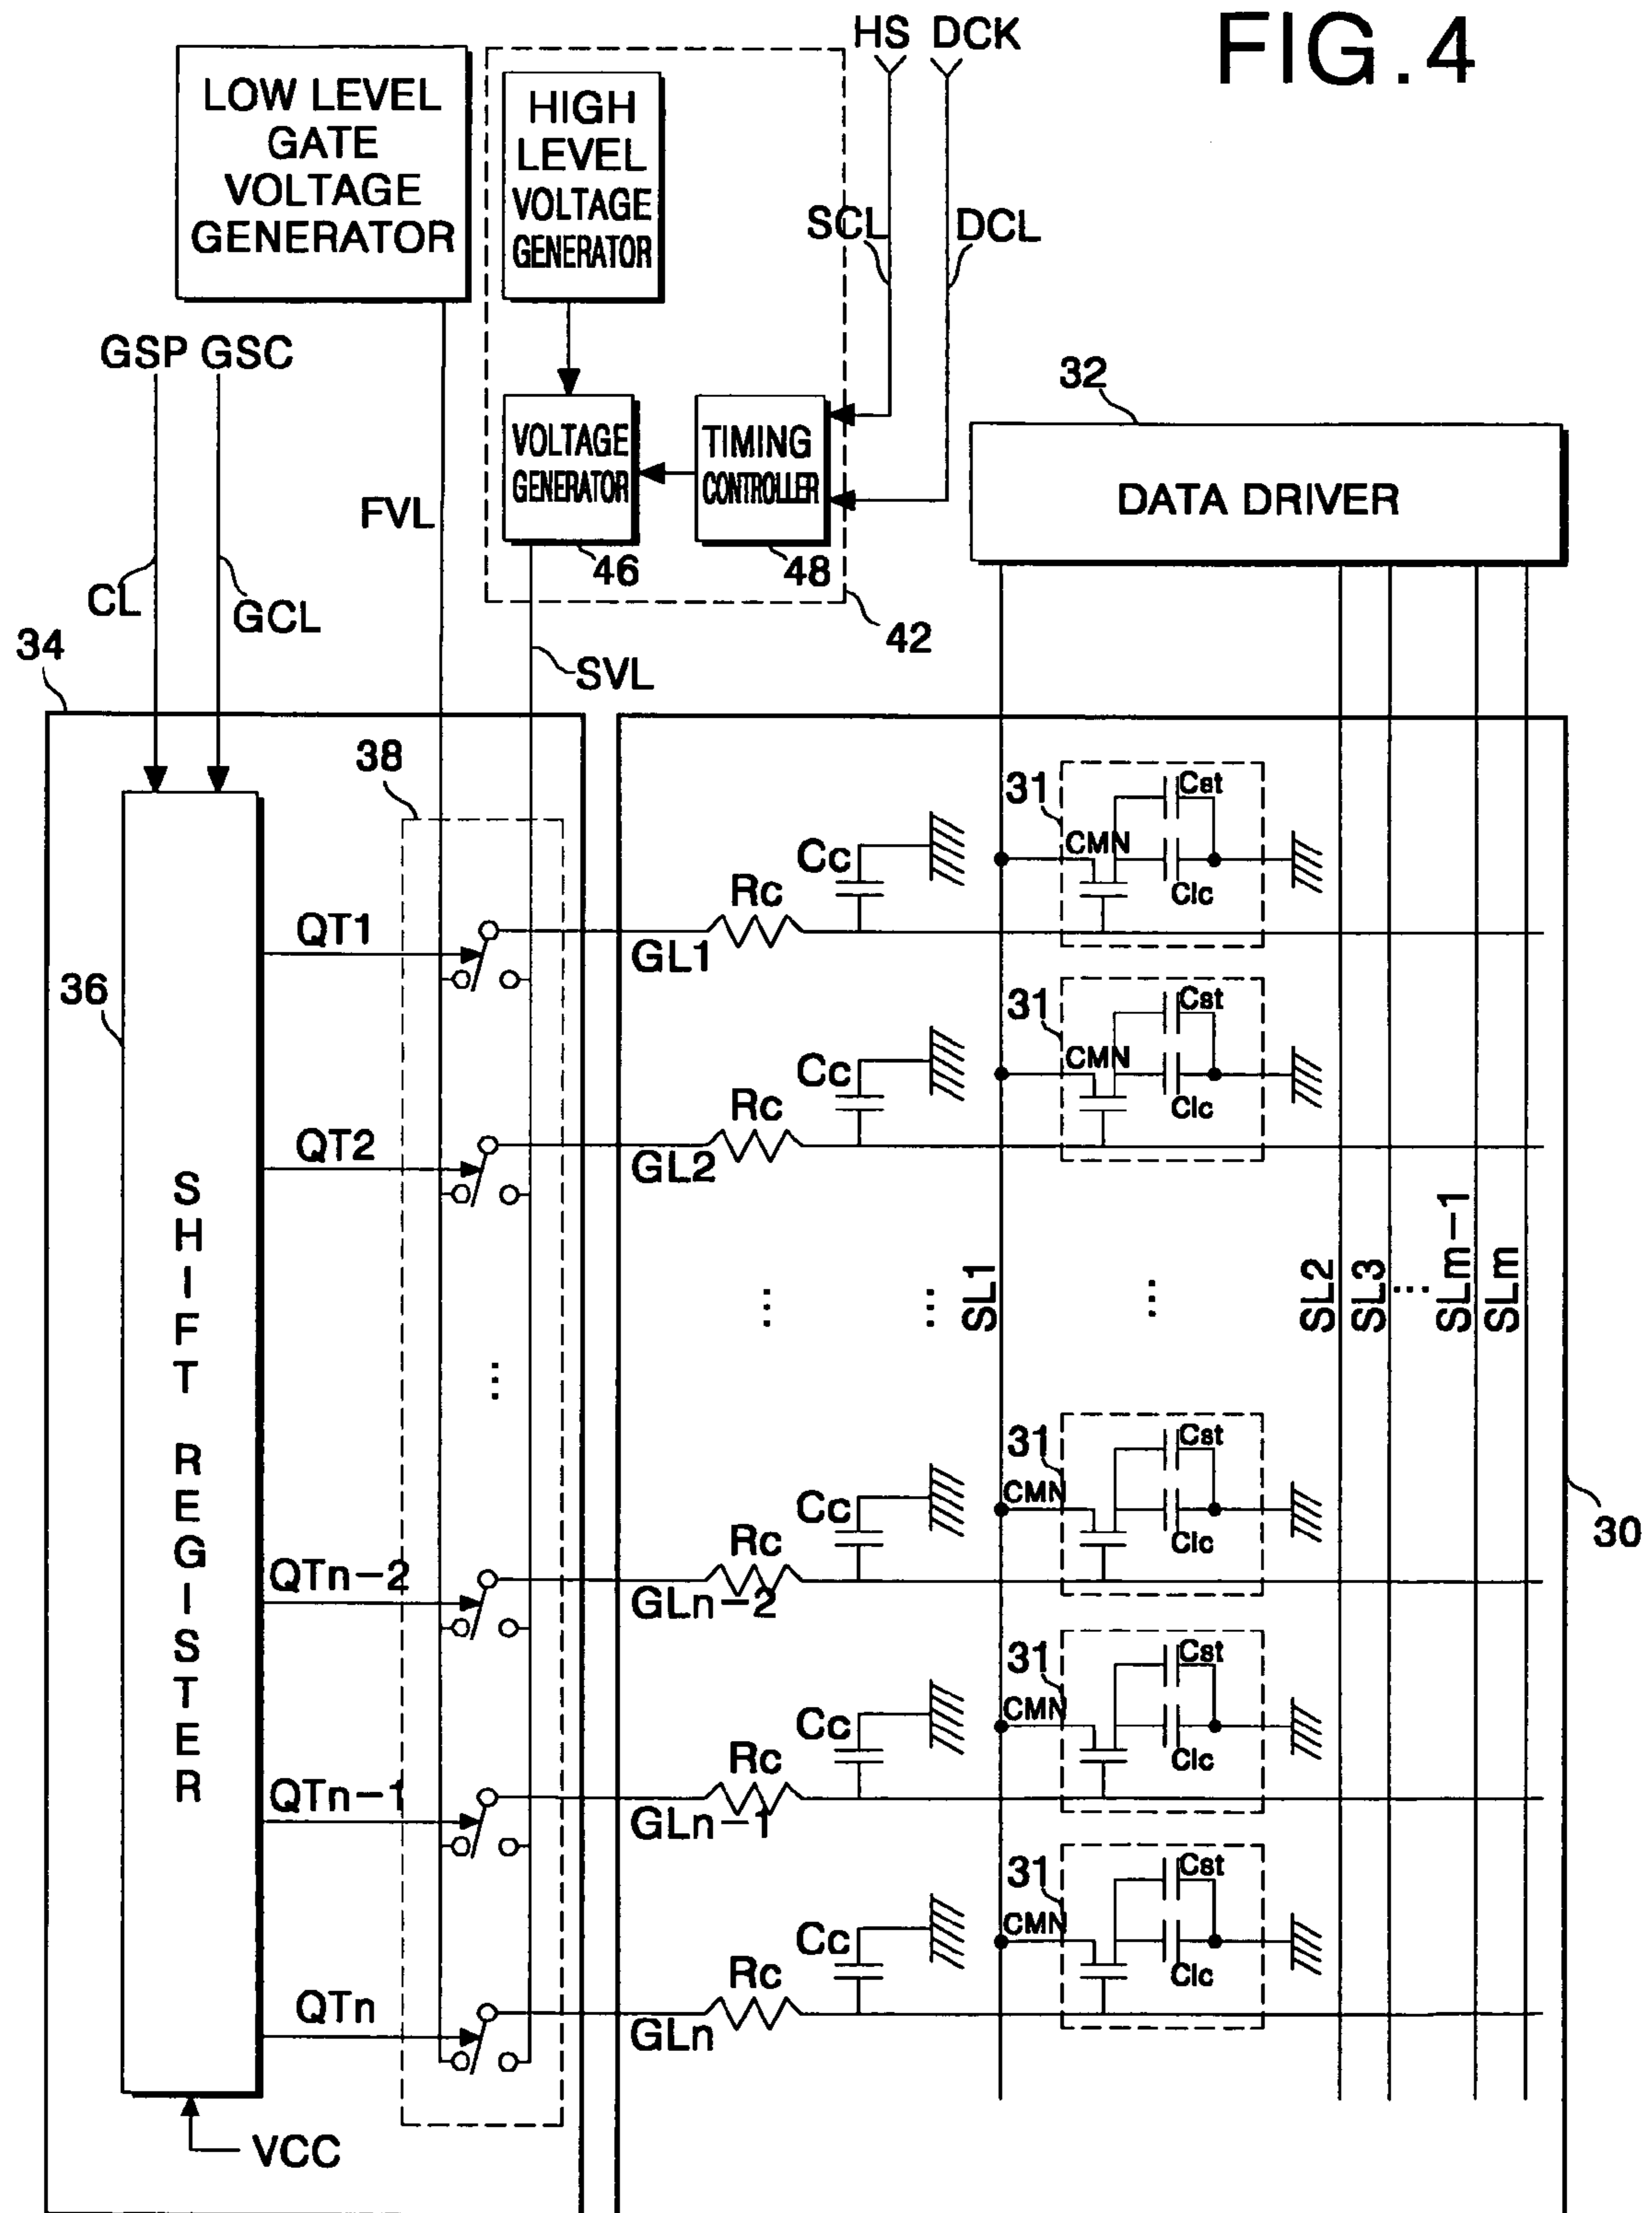 FIG. 4
HS DCK
LOW LEVEL
GATE
VOLTAGE
GENERATOR
HIGH
LEVEL
VOLTAGE
GENERATOR
SCL
DCL
GSP GSC
32
VOLTAGE
GENERATOR
TIMING
CONTROLLER
DATA DRIVER
FVL
46
48
CL
GCL
42
34
SVL
38
31
Cst
CMN
Cc
Clc
Rc
QT1
GL1
36
31
Cst
CMN
Cc
Clc
Rc
QT2
GL2
SHIFT REGISTER
SL1
SL2
SL3
...
SLm-1
SLm
...
...
...
...
31
Cst
CMN
Cc
Clc
30
Rc
QTn-2
GLn-2
31
Cst
CMN
Cc
Clc
Rc
QTn-1
GLn-1
31
Cst
CMN
Cc
Clc
Rc
QTn
GLn
VCC